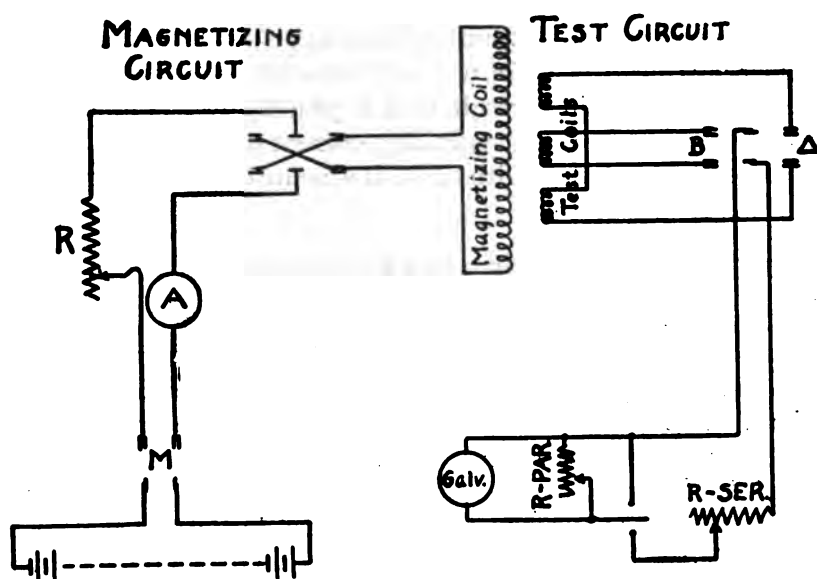 MAGNETIZING
CIRCUIT
TEST CIRCUIT
Magnetizing Coil
Test Coils
B
Δ
R
A
M
Galv.
R-PAR.
R-SER.